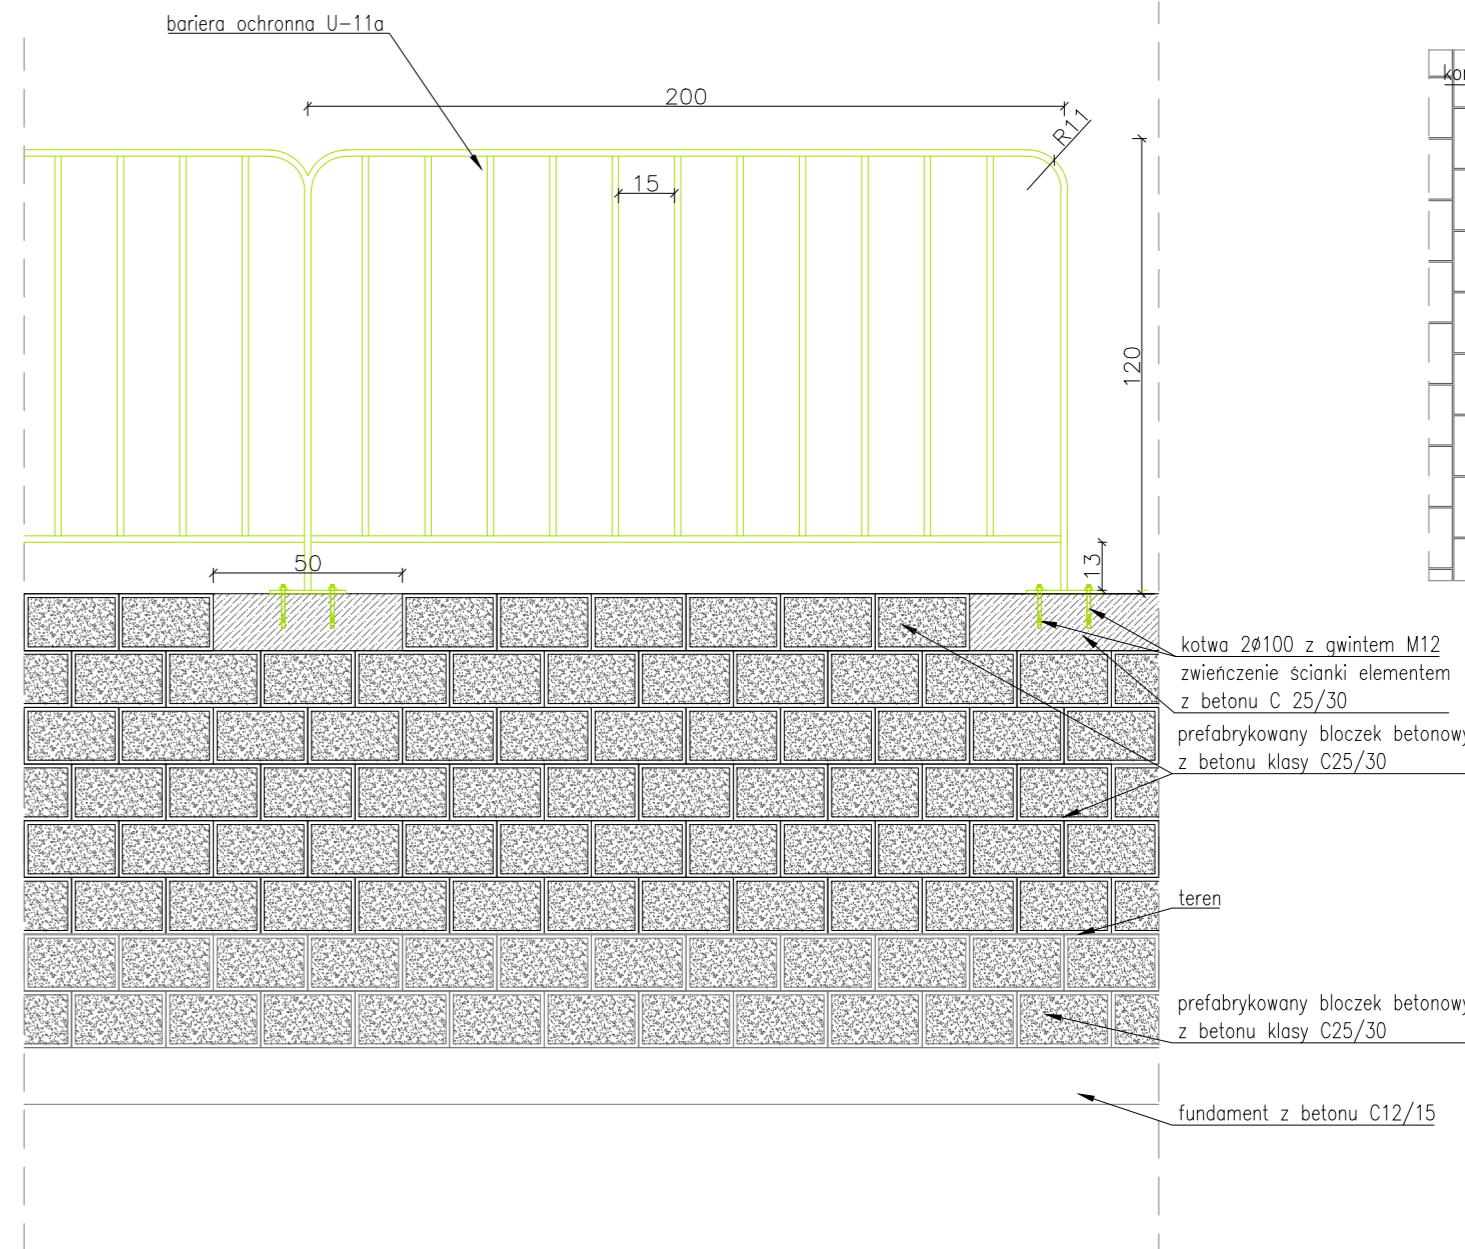 bariera ochronna U-11a
200
R11
15
120
50
13
kotwa 2ø100 z gwintem M12
zwieńczenie ścianki elementem
z betonu C 25/30
prefabrykowany bloczek betonowy
z betonu klasy C25/30
teren
prefabrykowany bloczek betonowy
z betonu klasy C25/30
fundament z betonu C12/15